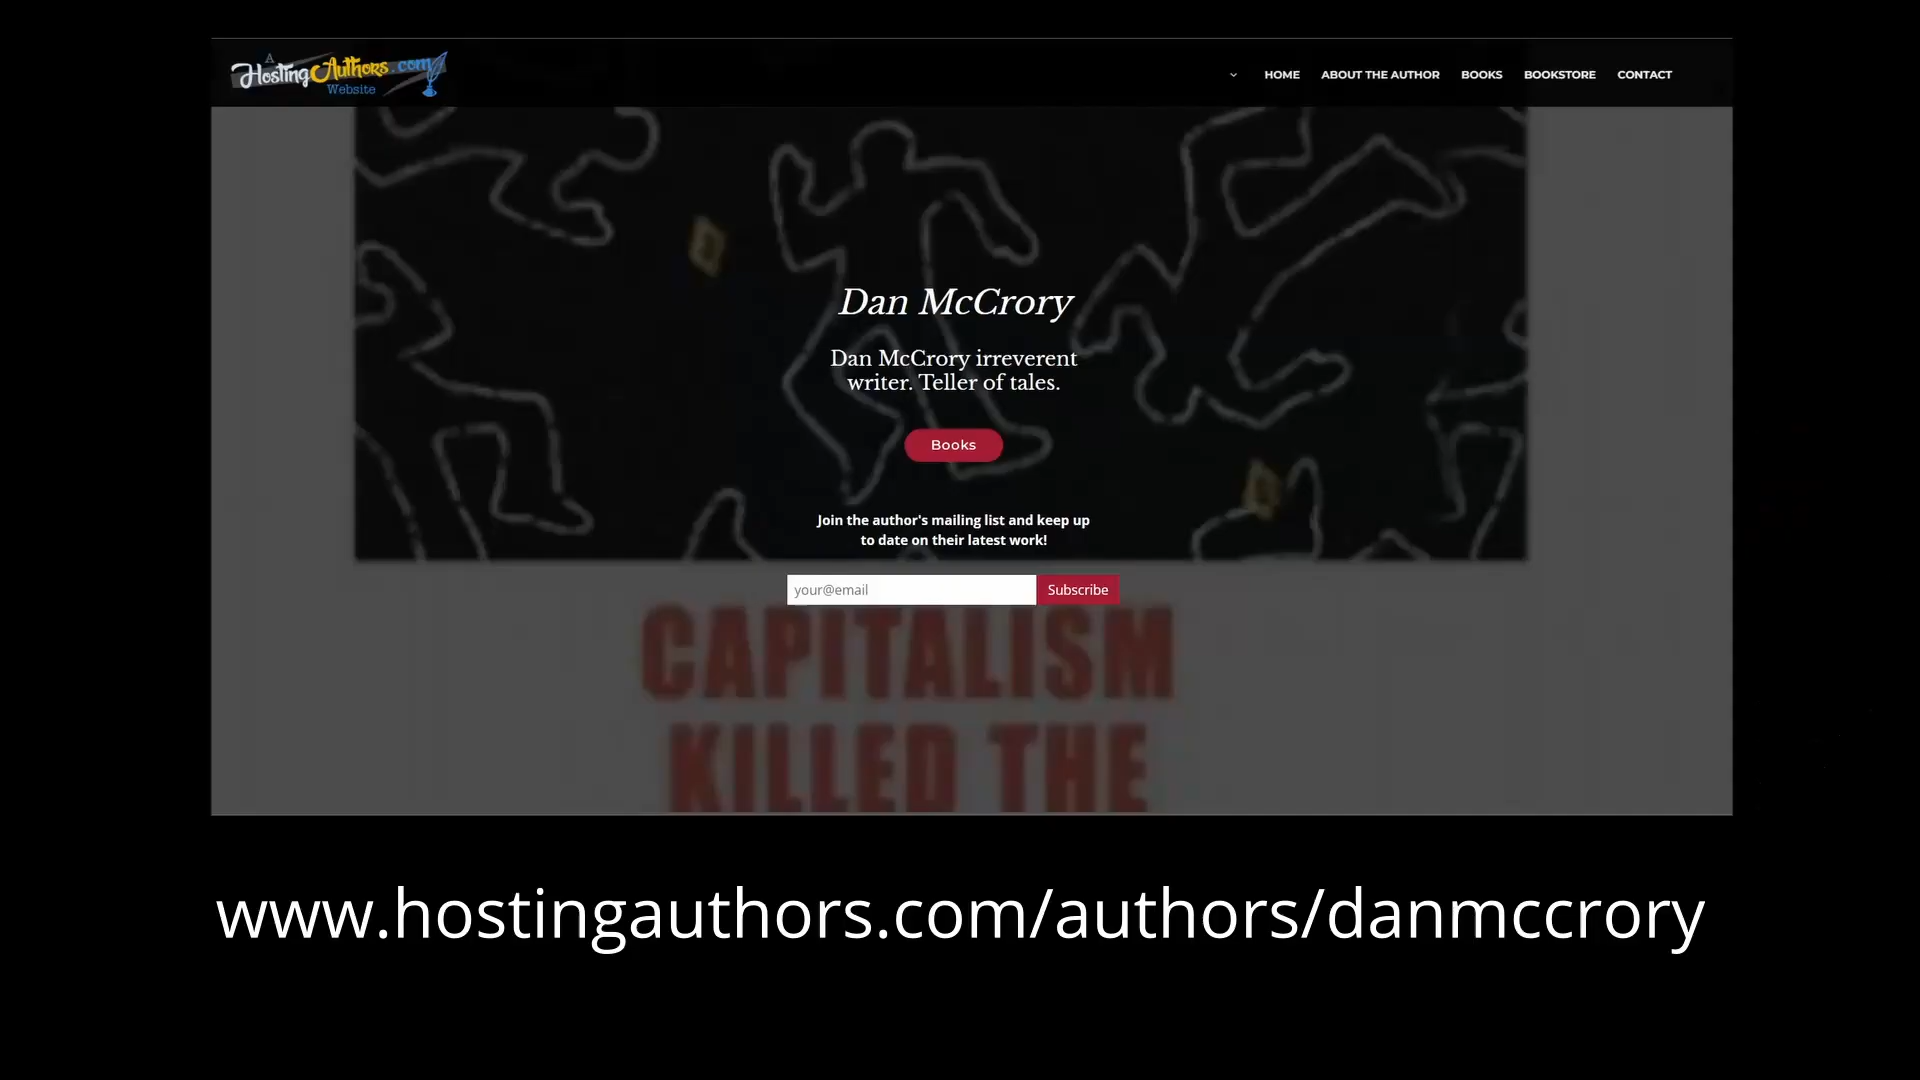 A
HostingAuthors.com
Website
HOME ABOUT THE AUTHOR BOOKS BOOKSTORE CONTACT
Dan McCrory
Dan McCrory irreverent
writer. Teller of tales.
Books
Join the author's mailing list and keep up
to date on their latest work!
your@email Subscribe
CAPITALISM
KILLED THE
www.hostingauthors.com/authors/danmccrory